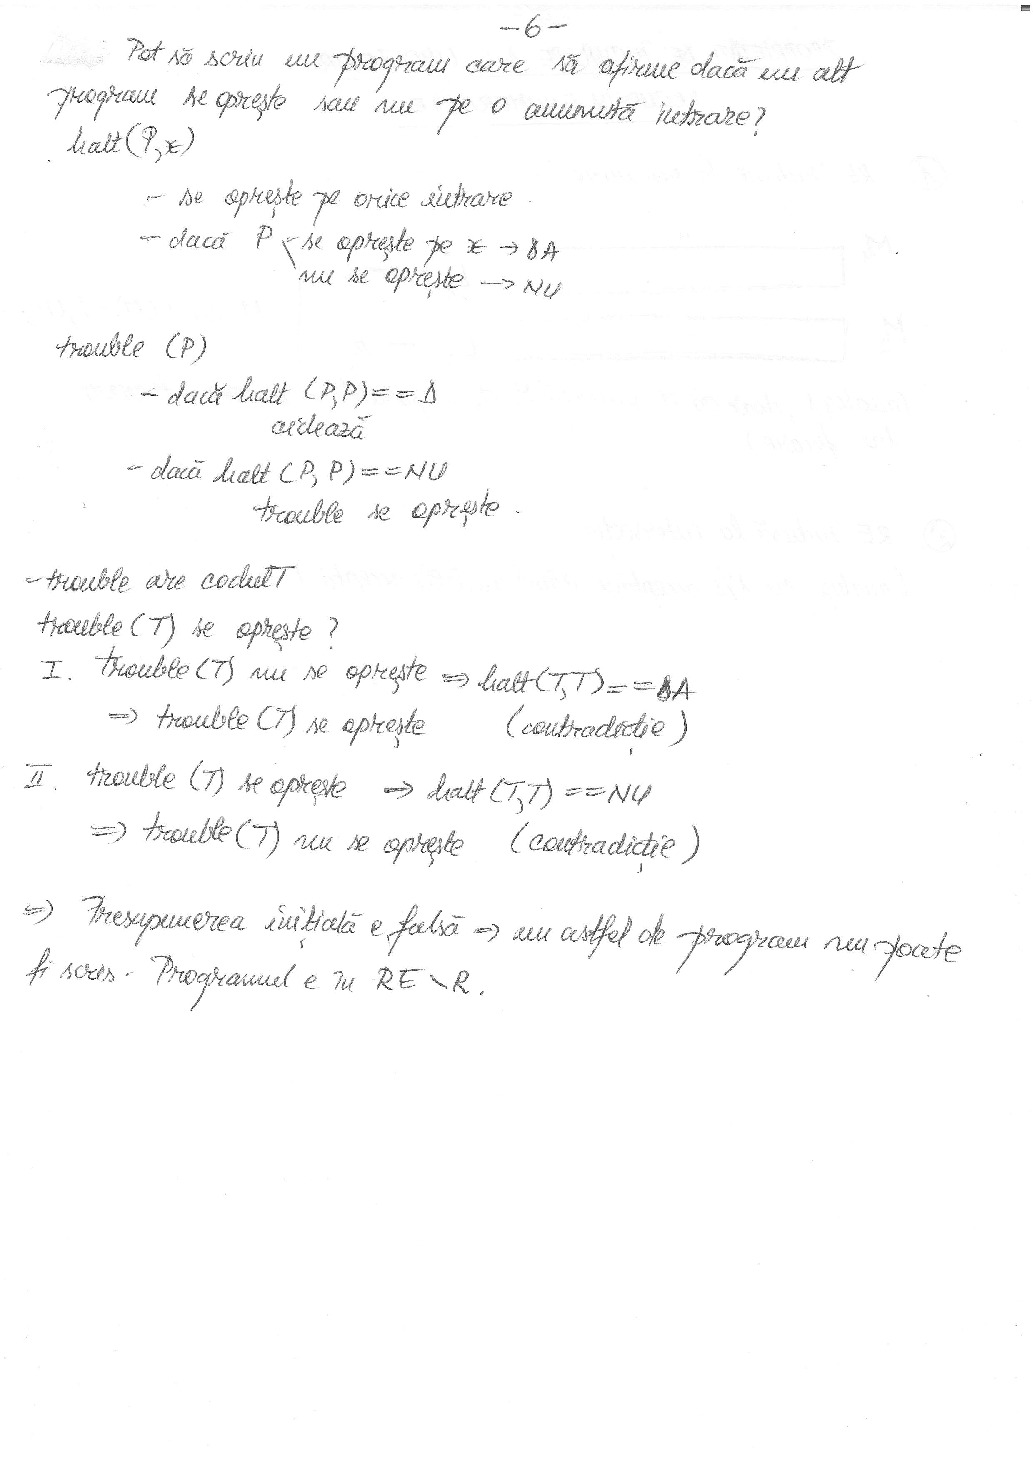 -6-
Pot să scriu un program care să afirme dacă un alt
program se oprește sau nu pe o anumită intrare?
halt(P,x)
- se oprește pe orice intrare.
- dacă P se oprește pe x → DA
nu se oprește → NU
trouble (P)
- dacă halt (P,P)==D
ciclează
- dacă halt (P,P)==NU
trouble se oprește.
- trouble are codul T
trouble(T) se oprește?
I. trouble(T) nu se oprește ⇒ halt(T,T)==DA
⇒ trouble(T) se oprește (contradicție)
II. trouble (T) se oprește ⇒ halt(T,T)==NU
⇒ trouble(T) nu se oprește (contradicție)
⇒ Presupunerea inițială e falsă ⇒ un astfel de program nu poate
fi scris. Programul e în RE \ R.